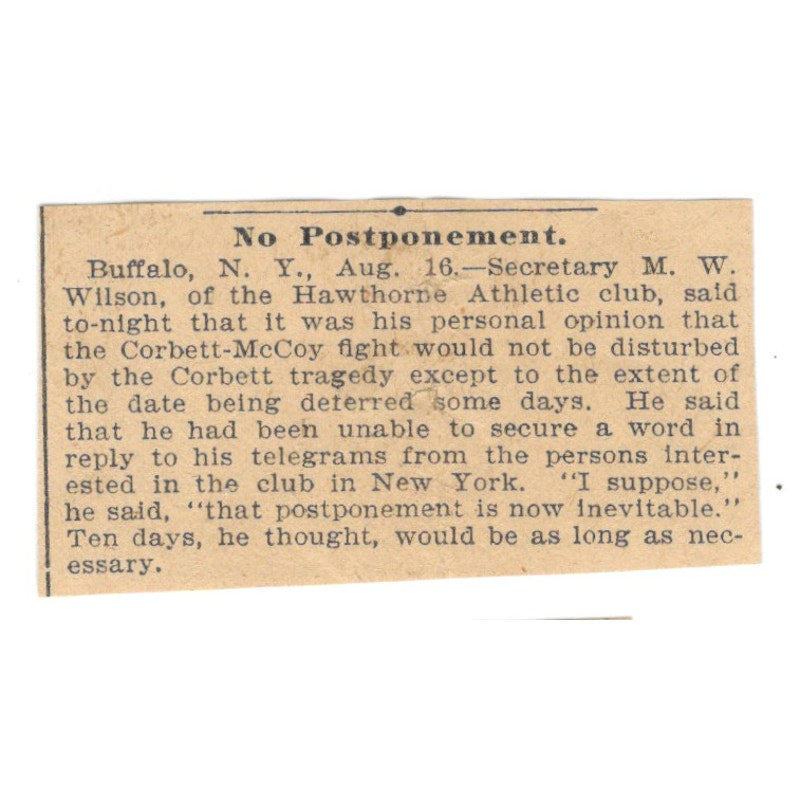 No Postponement.
Buffalo, N. Y., Aug. 16.—Secretary M. W.
Wilson, of the Hawthorne Athletic club, said
to-night that it was his personal opinion that
the Corbett-McCoy fight would not be disturbed
by the Corbett tragedy except to the extent of
the date being deferred some days. He said
that he had been unable to secure a word in
reply to his telegrams from the persons inter-
ested in the club in New York. "I suppose,"
he said, "that postponement is now inevitable."
Ten days, he thought, would be as long as nec-
essary.